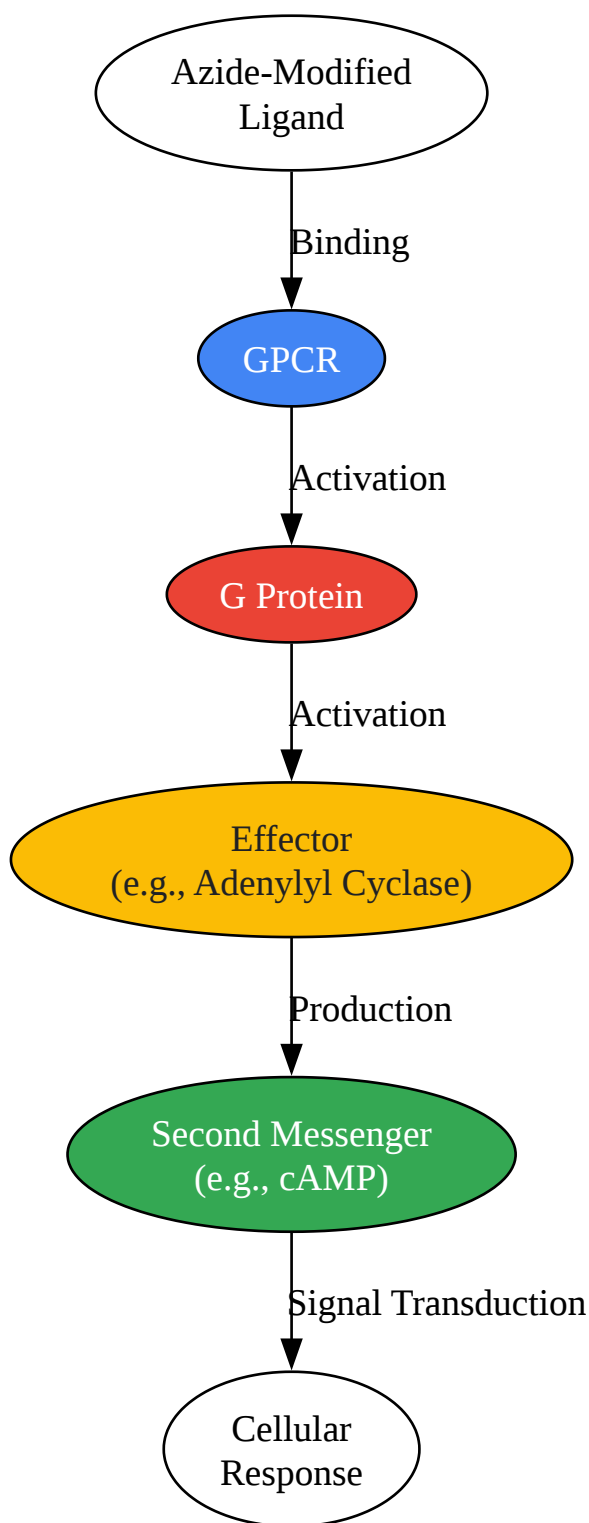 Azide-Modified
Ligand
Binding
GPCR
Activation
G Protein
Activation
Effector
(e.g., Adenylyl Cyclase)
Production
Second Messenger
(e.g., cAMP)
Signal Transduction
Cellular
Response